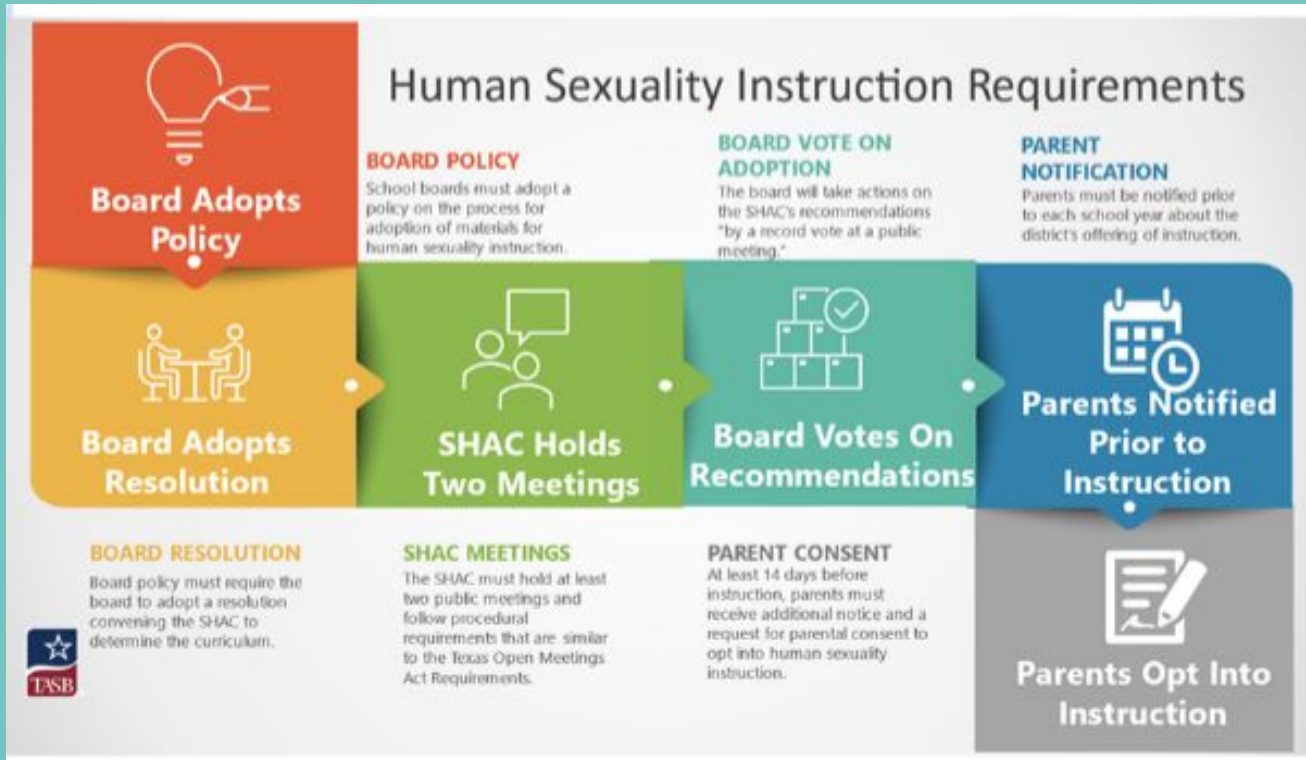 Human Sexuality Instruction Requirements
Board Adopts
Policy
BOARD POLICY
School boards must adopt a
policy on the process for
adoption of materials for
human sexuality instruction.
BOARD VOTE ON
ADOPTION
The board will take actions on
the SHAC's recommendations
"by a record vote at a public
meeting."
PARENT
NOTIFICATION
Parents must be notified prior
to each school year about the
district's offering of instruction.
Board Adopts
Resolution
SHAC Holds
Two Meetings
Board Votes On
Recommendations
Parents Notified
Prior to
Instruction
BOARD RESOLUTION
Board policy must require the
board to adopt a resolution
convening the SHAC to
determine the curriculum.
SHAC MEETINGS
The SHAC must hold at least
two public meetings and
follow procedural
requirements that are similar
to the Texas Open Meetings
Act Requirements.
PARENT CONSENT
At least 14 days before
instruction, parents must
receive additional notice and a
request for parental consent to
opt into human sexuality
instruction.
Parents Opt Into
Instruction
TASB